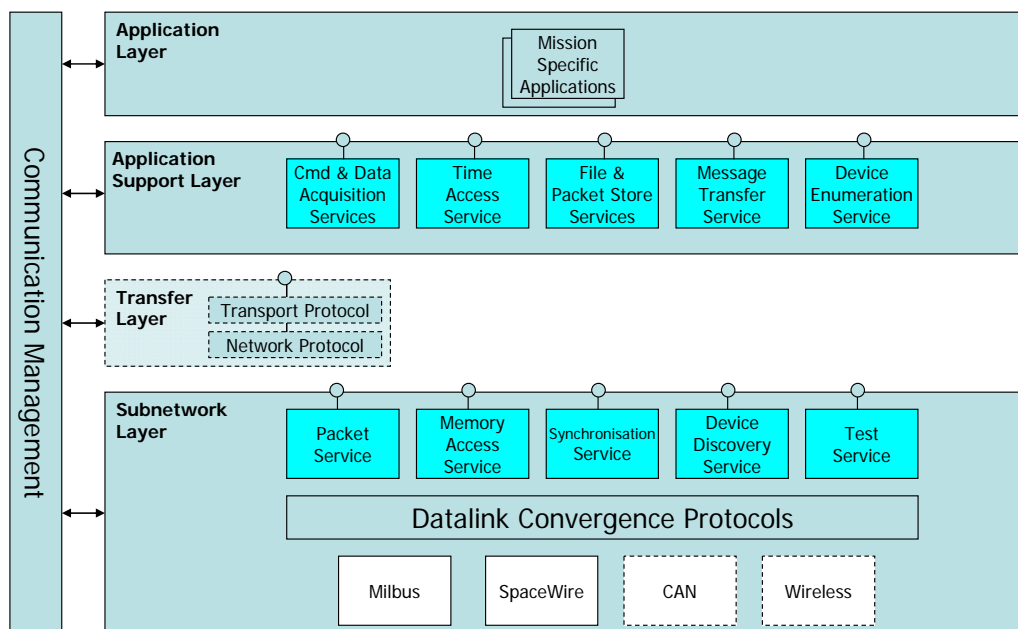 Communication Management
Application
Layer
Mission
Specific
Applications
Application
Support Layer
Cmd & Data
Acquisition
Services
Time
Access
Service
File &
Packet Store
Services
Message
Transfer
Service
Device
Enumeration
Service
Transfer
Layer
Transport Protocol
Network Protocol
Subnetwork
Layer
Packet
Service
Memory
Access
Service
Synchronisation
Service
Device
Discovery
Service
Test
Service
Datalink Convergence Protocols
Milbus
SpaceWire
CAN
Wireless